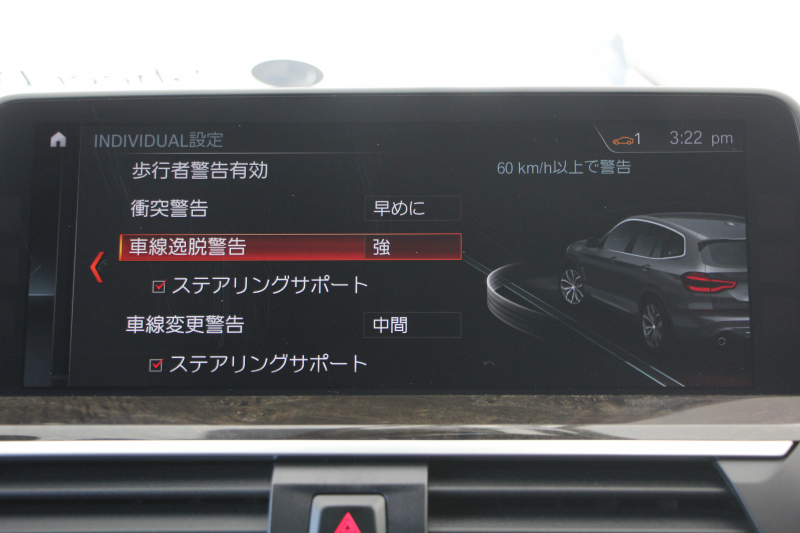 INDIVIDUAL設定
1
3:22 pm
歩行者警告有効
60 km/h以上で警告
衝突警告 早めに
車線逸脱警告 強
ステアリングサポート
車線変更警告 中間
ステアリングサポート